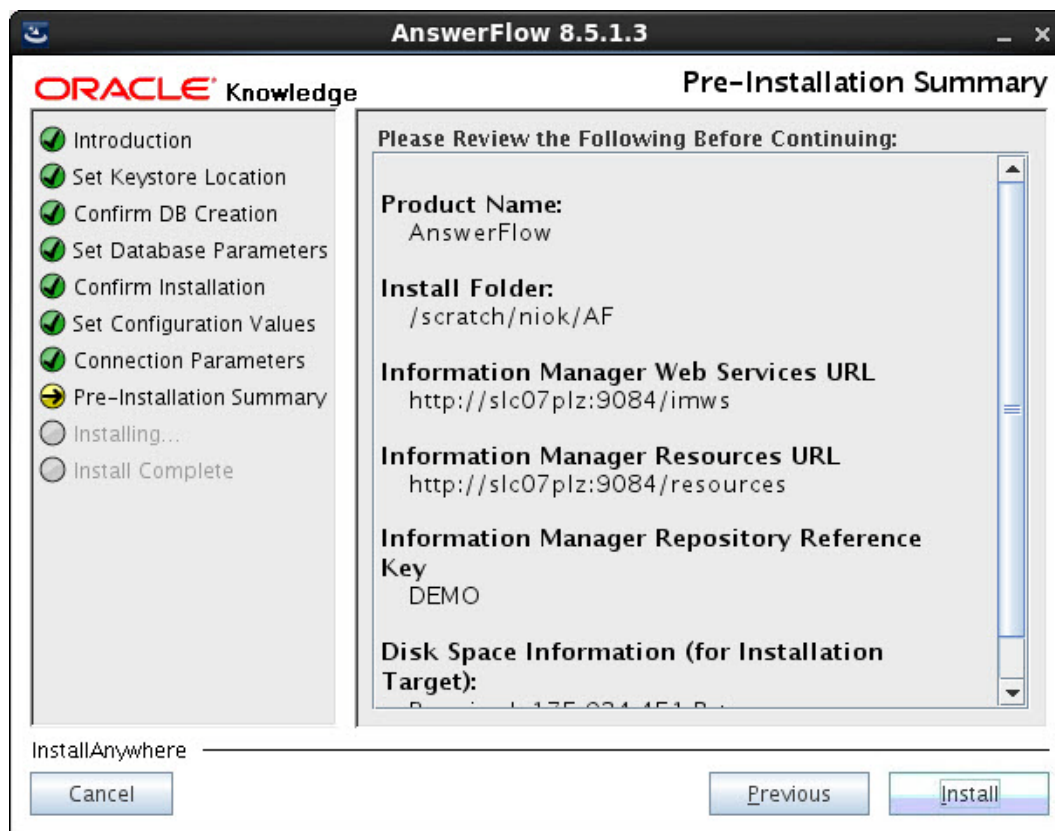 AnswerFlow 8.5.1.3
ORACLE Knowledge
Pre-Installation Summary
Introduction
Set Keystore Location
Confirm DB Creation
Set Database Parameters
Confirm Installation
Set Configuration Values
Connection Parameters
Pre-Installation Summary
Installing...
Install Complete
Please Review the Following Before Continuing:
Product Name:
AnswerFlow
Install Folder:
/scratch/niok/AF
Information Manager Web Services URL
http://slc07plz:9084/imws
Information Manager Resources URL
http://slc07plz:9084/resources
Information Manager Repository Reference
Key
DEMO
Disk Space Information (for Installation
Target):
InstallAnywhere
Cancel
Previous
Install